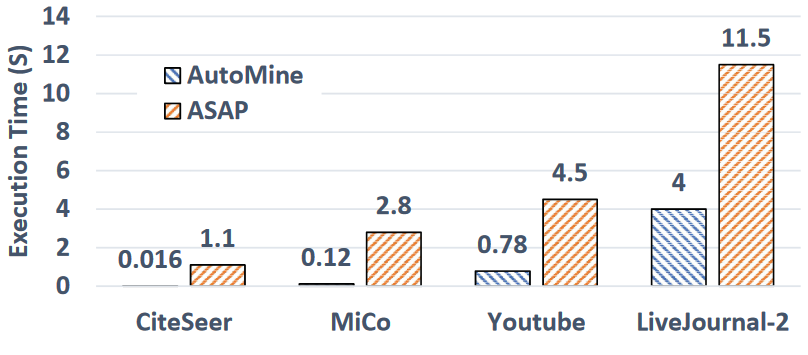 Execution Time (S)
14
12
10
8
6
4
2
0
AutoMine
ASAP
0.016
1.1
0.12
2.8
0.78
4.5
4
11.5
CiteSeer
MiCo
Youtube
LiveJournal-2